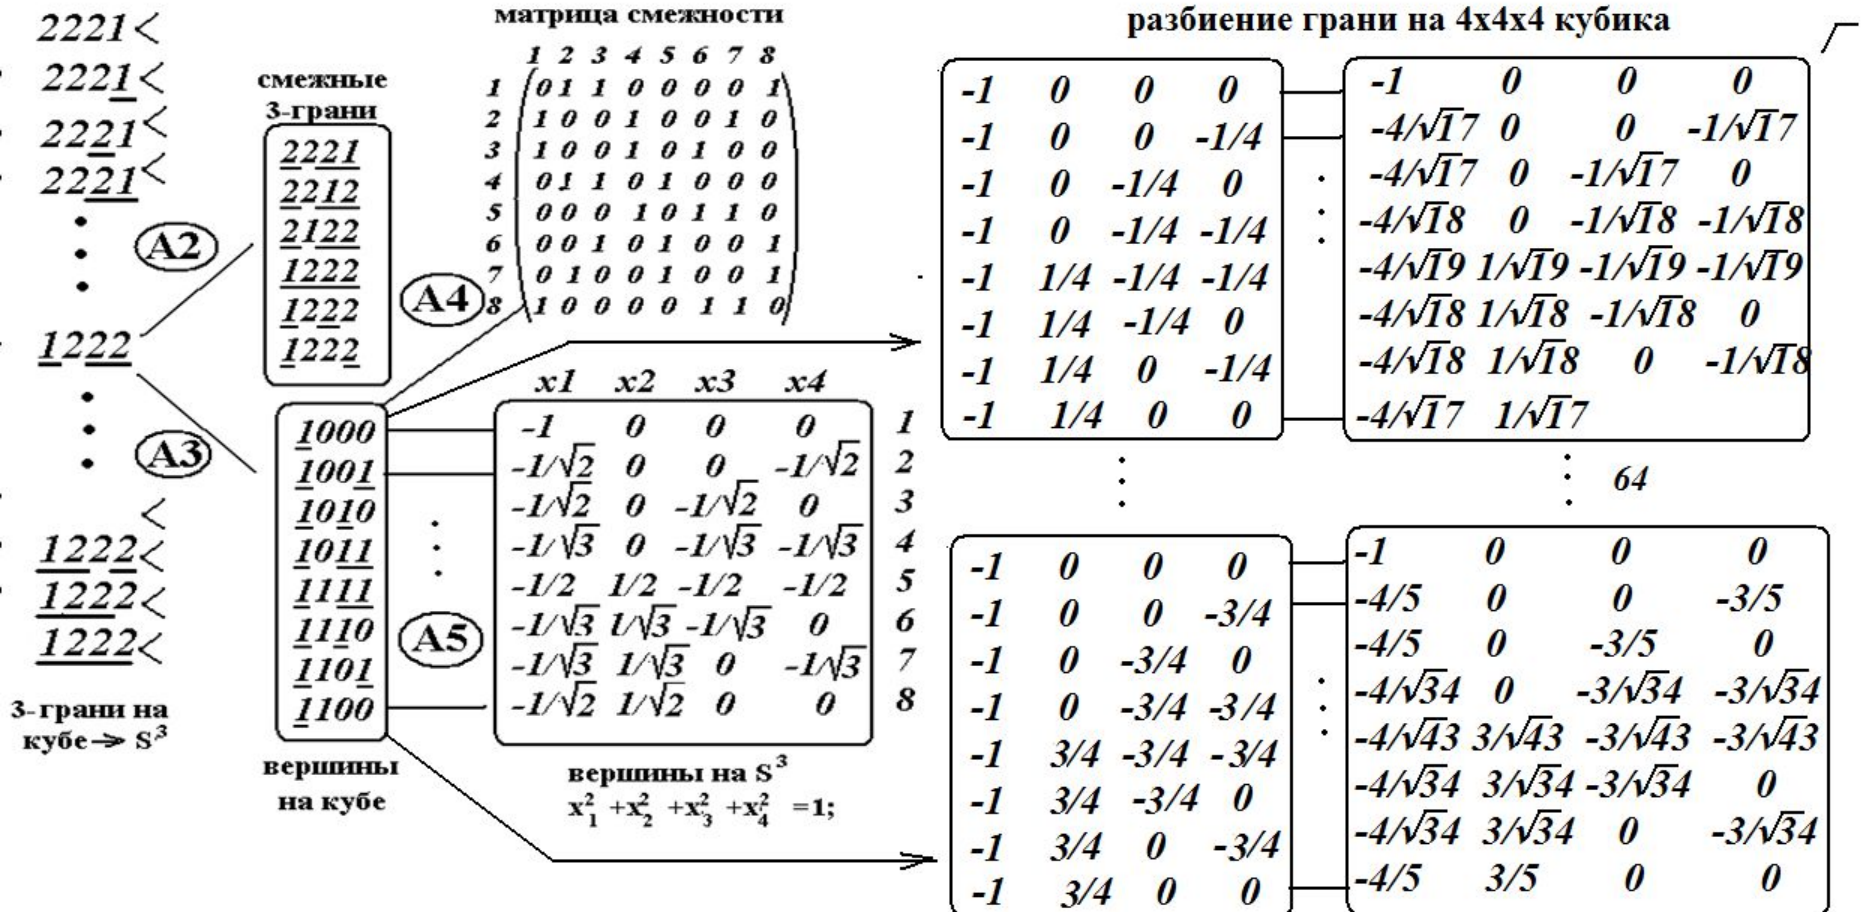 2221<
2221<
2221<
2221<
1222
<
1222<
1222<
1222<
3-грани на
кубе -> S³
A2
A3
смежные
3-грани
2221
2212
2122
1222
1222
1222
1000
1001
1010
1011
1111
1110
1101
1100
вершины
на кубе
матрица смежности
1 2 3 4 5 6 7 8
1 0 1 1 0 0 0 0 1
2 1 0 0 1 0 0 1 0
3 1 0 0 1 0 1 0 0
4 0 1 1 0 1 0 0 0
5 0 0 0 1 0 1 1 0
6 0 0 1 0 1 0 0 1
7 0 1 0 0 1 0 0 1
8 1 0 0 0 0 1 1 0
A4
A5
x1 x2 x3 x4
-1 0 0 0 1
-1/√2 0 0 -1/√2 2
-1/√2 0 -1/√2 0 3
-1/√3 0 -1/√3 -1/√3 4
-1/2 1/2 -1/2 -1/2 5
-1/√3 1/√3 -1/√3 0 6
-1/√3 1/√3 0 -1/√3 7
-1/√2 1/√2 0 0 8
вершины на S³
x₁² +x₂² +x₃² +x₄² =1;
разбиение грани на 4x4x4 кубика
-1 0 0 0
-1 0 0 -1/4
-1 0 -1/4 0
-1 0 -1/4 -1/4
-1 1/4 -1/4 -1/4
-1 1/4 -1/4 0
-1 1/4 0 -1/4
-1 1/4 0 0
-1 0 0 0
-4/√17 0 0 -1/√17
-4/√17 0 -1/√17 0
-4/√18 0 -1/√18 -1/√18
-4/√19 1/√19 -1/√19 -1/√19
-4/√18 1/√18 -1/√18 0
-4/√18 1/√18 0 -1/√18
-4/√17 1/√17
64
-1 0 0 0
-1 0 0 -3/4
-1 0 -3/4 0
-1 0 -3/4 -3/4
-1 3/4 -3/4 -3/4
-1 3/4 -3/4 0
-1 3/4 0 -3/4
-1 3/4 0 0
-1 0 0 0
-4/5 0 0 -3/5
-4/5 0 -3/5 0
-4/√34 0 -3/√34 -3/√34
-4/√43 3/√43 -3/√43 -3/√43
-4/√34 3/√34 -3/√34 0
-4/√34 3/√34 0 -3/√34
-4/5 3/5 0 0